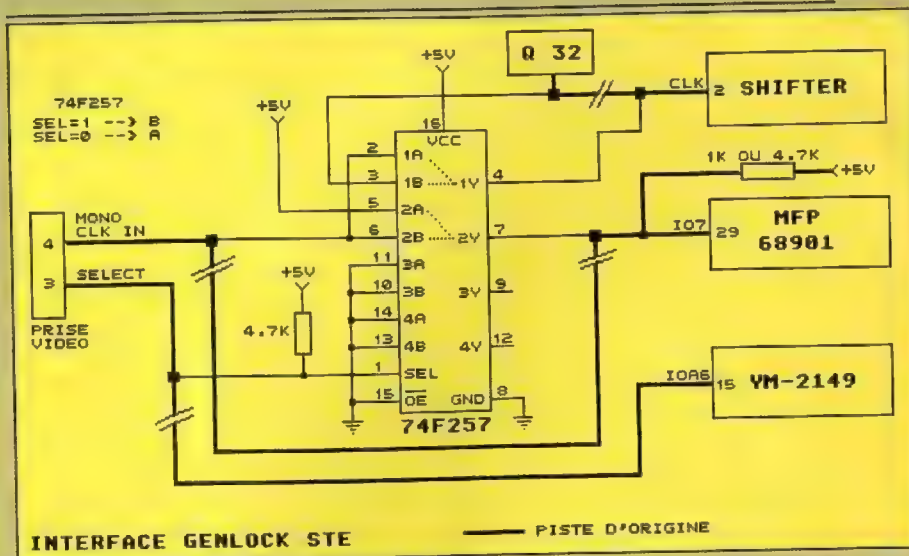 +5V
Q 32
CLK
2 SHIFTER
74F257
SEL=1 --> B
SEL=0 --> A
+5V
16
VCC
2 1A
3 1B 1Y 4
5 2A
6 2B 2Y 7
11 3A
10 3B 3Y 9
14 4A
13 4B 4Y 12
1 SEL
15 OE GND 8
74F257
1K OU 4.7K
+5V
IO7
29 MFP
68901
MONO
4 CLK IN
3 SELECT
PRISE
VIDEO
+5V
4.7K
IOA6
15 YM-2149
INTERFACE GENLOCK STE
PISTE D'ORIGINE